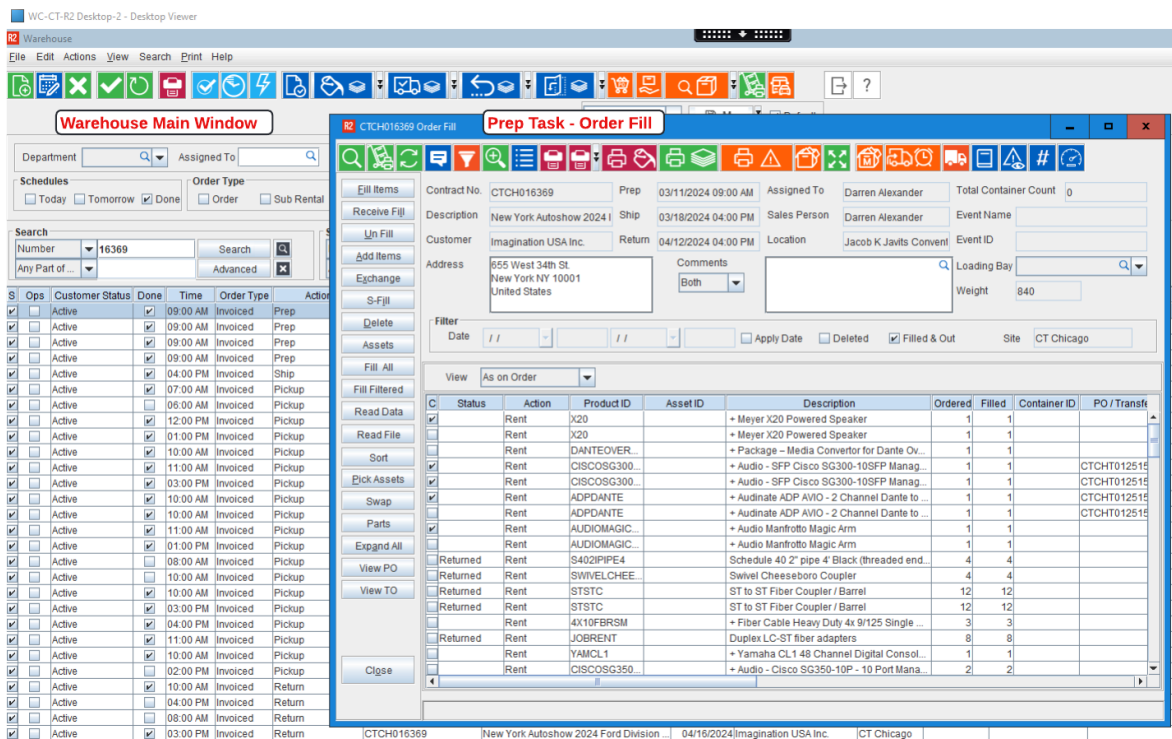 WC-CT-R2 Desktop-2 - Desktop Viewer
R2 Warehouse
File Edit Actions View Search Print Help
Warehouse Main Window
Department Assigned To
Schedules Order Type
Today Tomorrow Done Order Sub Rental
Search
Number 16369 Search
Any Part of ... Advanced
S Ops Customer Status Done Time Order Type Action
Active 09:00 AM Invoiced Prep
Active 09:00 AM Invoiced Prep
Active 09:00 AM Invoiced Prep
Active 09:00 AM Invoiced Prep
Active 04:00 PM Invoiced Ship
Active 07:00 AM Invoiced Pickup
Active 06:00 AM Invoiced Pickup
Active 12:00 PM Invoiced Pickup
Active 01:00 PM Invoiced Pickup
Active 10:00 AM Invoiced Pickup
Active 11:00 AM Invoiced Pickup
Active 03:00 PM Invoiced Pickup
Active 10:00 AM Invoiced Pickup
Active 10:00 AM Invoiced Pickup
Active 11:00 AM Invoiced Pickup
Active 01:00 PM Invoiced Pickup
Active 08:00 AM Invoiced Pickup
Active 10:00 AM Invoiced Pickup
Active 10:00 AM Invoiced Pickup
Active 03:00 PM Invoiced Pickup
Active 04:00 PM Invoiced Pickup
Active 11:00 AM Invoiced Pickup
Active 10:00 AM Invoiced Pickup
Active 02:00 PM Invoiced Pickup
Active 10:00 AM Invoiced Return
Active 04:00 PM Invoiced Return
Active 08:00 AM Invoiced Return
Active 03:00 PM Invoiced Return CTCH016369 New York Autoshow 2024 Ford Division ... 04/16/2024 Imagination USA Inc. CT Chicago
R2 CTCH016369 Order Fill Prep Task - Order Fill
Fill Items
Receive Fill
Un Fill
Add Items
Exchange
S-Fill
Delete
Assets
Fill All
Fill Filtered
Read Data
Read File
Sort
Pick Assets
Swap
Parts
Expand All
View PO
View TO
Close
Contract No. CTCH016369 Prep 03/11/2024 09:00 AM Assigned To Darren Alexander Total Container Count 0
Description New York Autoshow 2024 Ship 03/18/2024 04:00 PM Sales Person Darren Alexander Event Name
Customer Imagination USA Inc. Return 04/12/2024 04:00 PM Location Jacob K Javits Convent Event ID
Address 655 West 34th St. Comments Loading Bay
New York NY 10001 Both
United States Weight 840
Filter
Date / / / / Apply Date Deleted Filled & Out Site CT Chicago
View As on Order
C Status Action Product ID Asset ID Description Ordered Filled Container ID PO / Transfe
Rent X20 + Meyer X20 Powered Speaker 1 1
Rent X20 + Meyer X20 Powered Speaker 1 1
Rent DANTEOVER... + Package – Media Convertor for Dante Ov... 1 1
Rent CISCOSG300... + Audio - SFP Cisco SG300-10SFP Manag... 1 1 CTCHT012515
Rent CISCOSG300... + Audio - SFP Cisco SG300-10SFP Manag... 1 1 CTCHT012515
Rent ADPDANTE + Audinate ADP AVIO - 2 Channel Dante to ... 1 1 CTCHT012515
Rent ADPDANTE + Audinate ADP AVIO - 2 Channel Dante to ... 1 1 CTCHT012515
Rent AUDIOMAGIC... + Audio Manfrotto Magic Arm 1 1
Rent AUDIOMAGIC... + Audio Manfrotto Magic Arm 1 1
Returned Rent S402IPIPE4 Schedule 40 2" pipe 4' Black (threaded end... 4 4
Returned Rent SWIVELCHEE... Swivel Cheeseboro Coupler 4 4
Returned Rent STSTC ST to ST Fiber Coupler / Barrel 12 12
Returned Rent STSTC ST to ST Fiber Coupler / Barrel 12 12
Rent 4X10FBRSM + Fiber Cable Heavy Duty 4x 9/125 Single ... 3 3
Returned Rent JOBRENT Duplex LC-ST fiber adapters 8 8
Rent YAMCL1 + Yamaha CL1 48 Channel Digital Consol... 1 1
Rent CISCOSG350... + Audio - Cisco SG350-10P - 10 Port Mana... 2 2